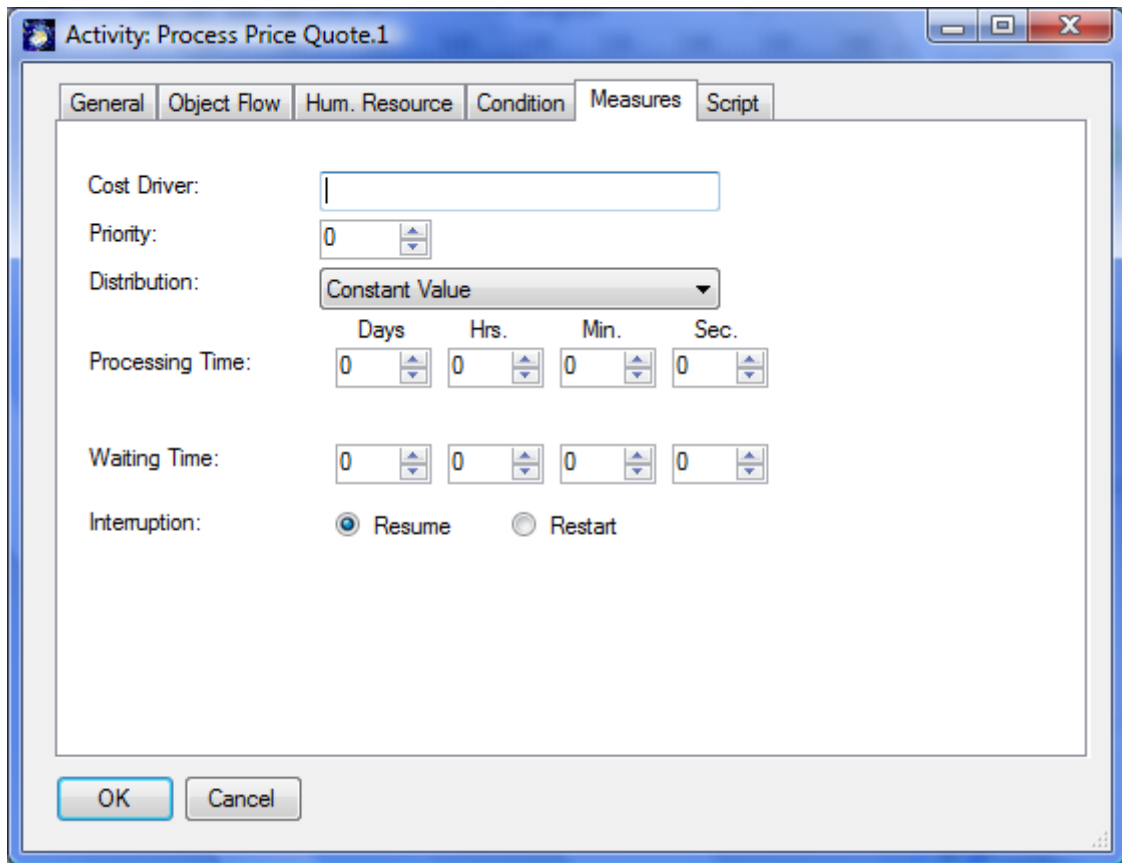 Activity: Process Price Quote.1
General Object Flow Hum. Resource Condition Measures Script
Cost Driver:
Priority: 0
Distribution: Constant Value
Days Hrs. Min. Sec.
Processing Time: 0 0 0 0
Waiting Time: 0 0 0 0
Interruption: Resume Restart
OK Cancel